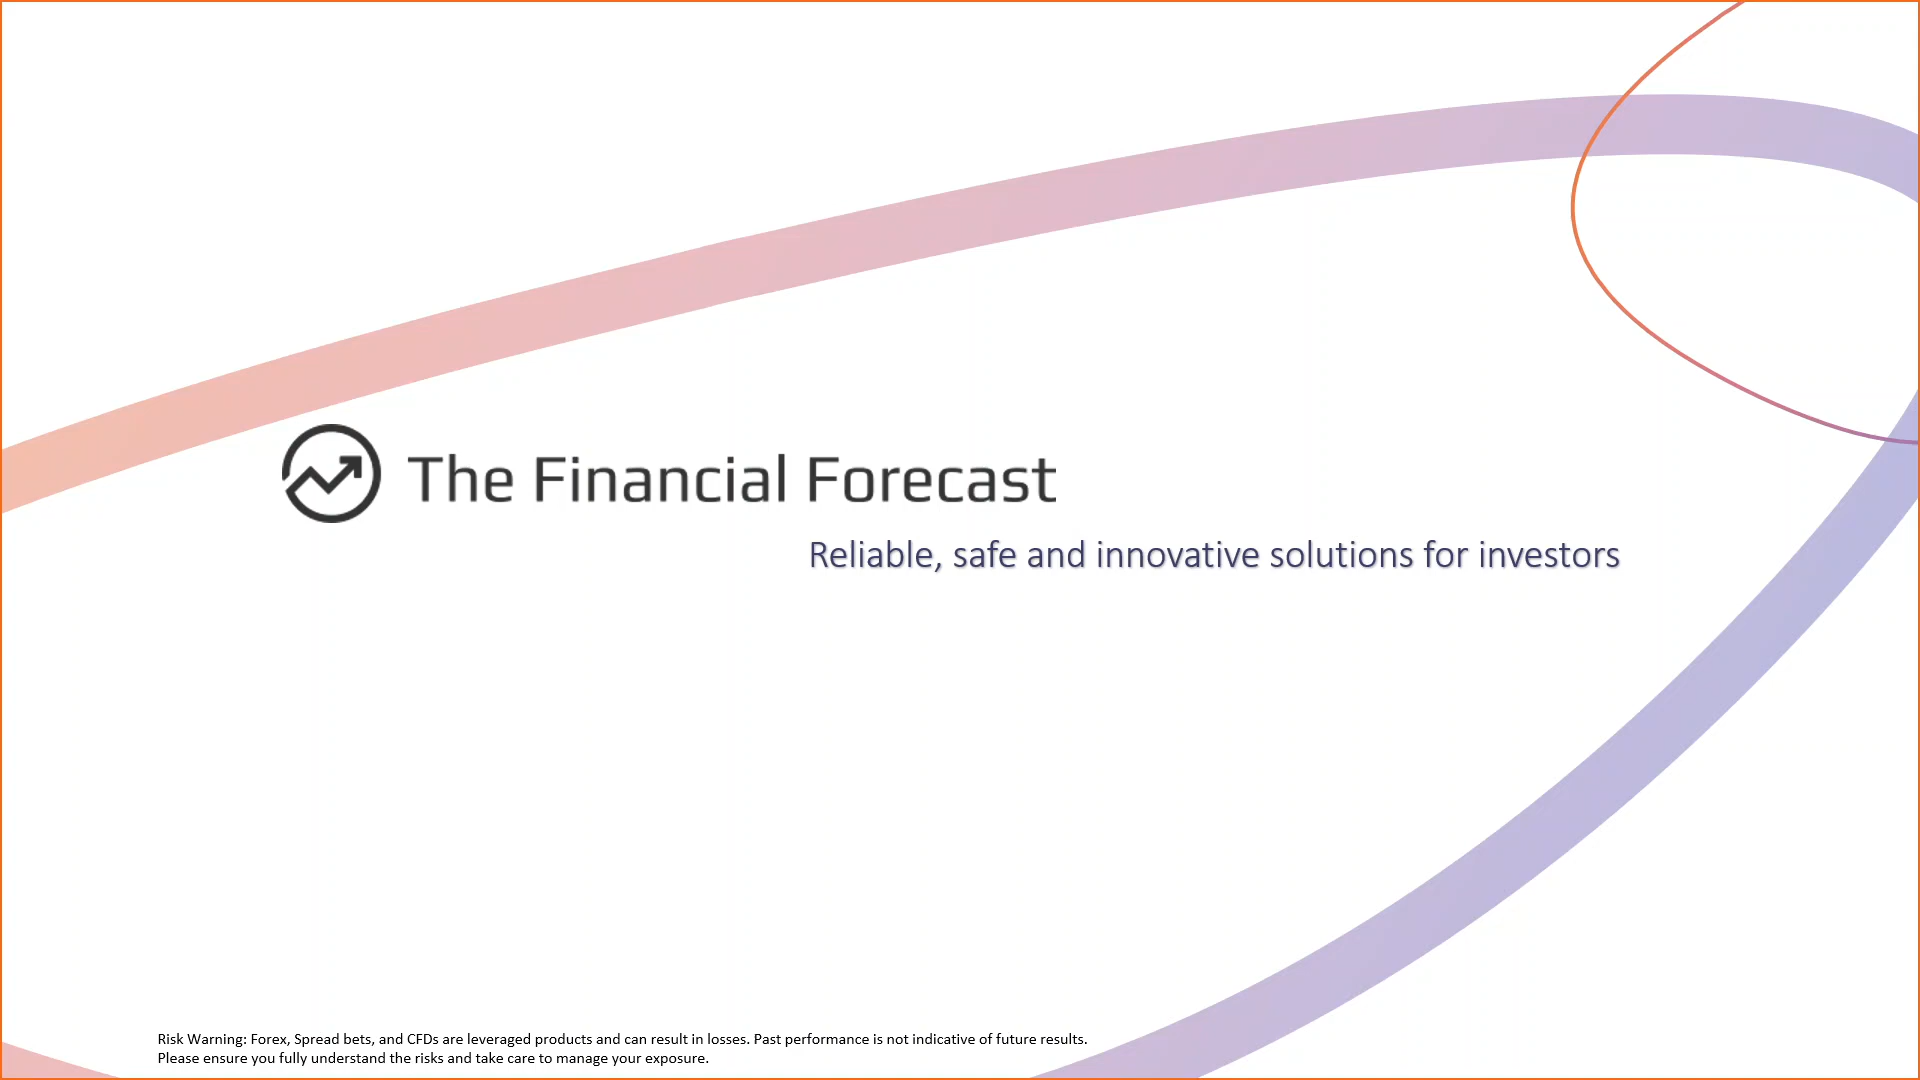 The Financial Forecast
Reliable, safe and innovative solutions for investors
Risk Warning: Forex, Spread bets, and CFDs are leveraged products and can result in losses. Past performance is not indicative of future results.
Please ensure you fully understand the risks and take care to manage your exposure.